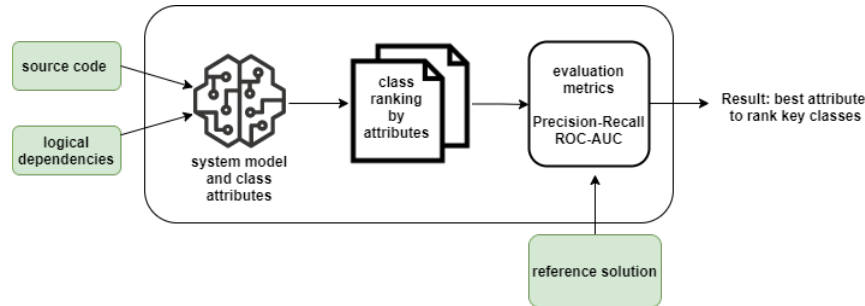 source code
logical
dependencies
system model
and class
attributes
class
ranking
by
attributes
evaluation
metrics
Precision-Recall
ROC-AUC
Result: best attribute
to rank key classes
reference solution